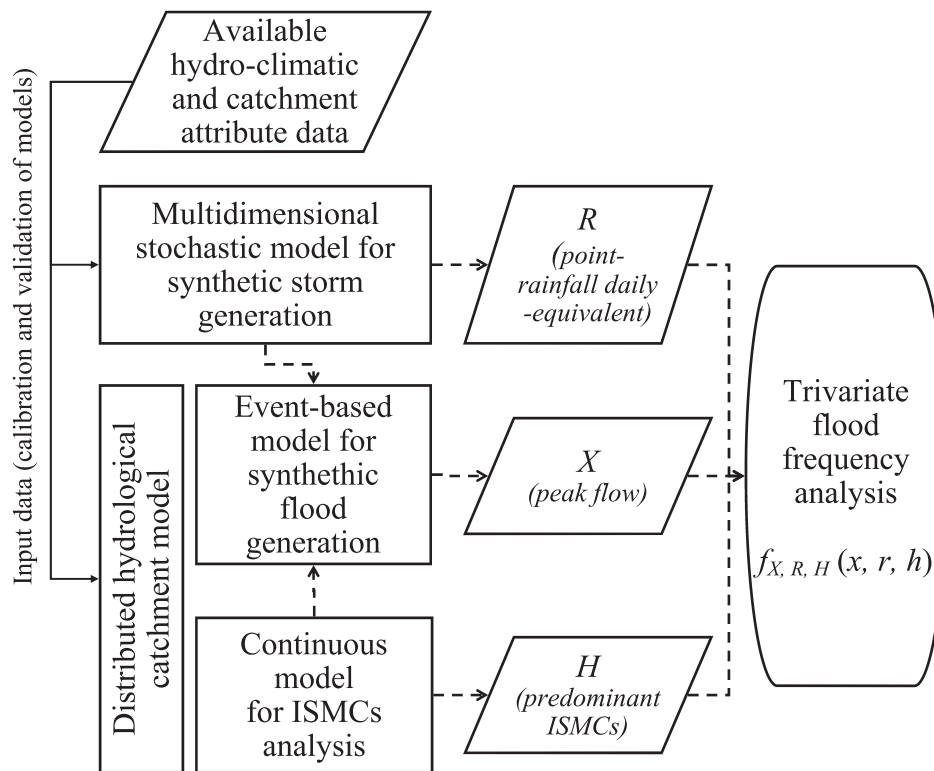 Input data (calibration and validation of models)
Available
hydro-climatic
and catchment
attribute data
Multidimensional
stochastic model for
synthetic storm
generation
R
(point-
rainfall daily
-equivalent)
Distributed hydrological
catchment model
Event-based
model for
synthethic
flood
generation
X
(peak flow)
Continuous
model
for ISMCs
analysis
H
(predominant
ISMCs)
Trivariate
flood
frequency
analysis
f_{X, R, H} (x, r, h)